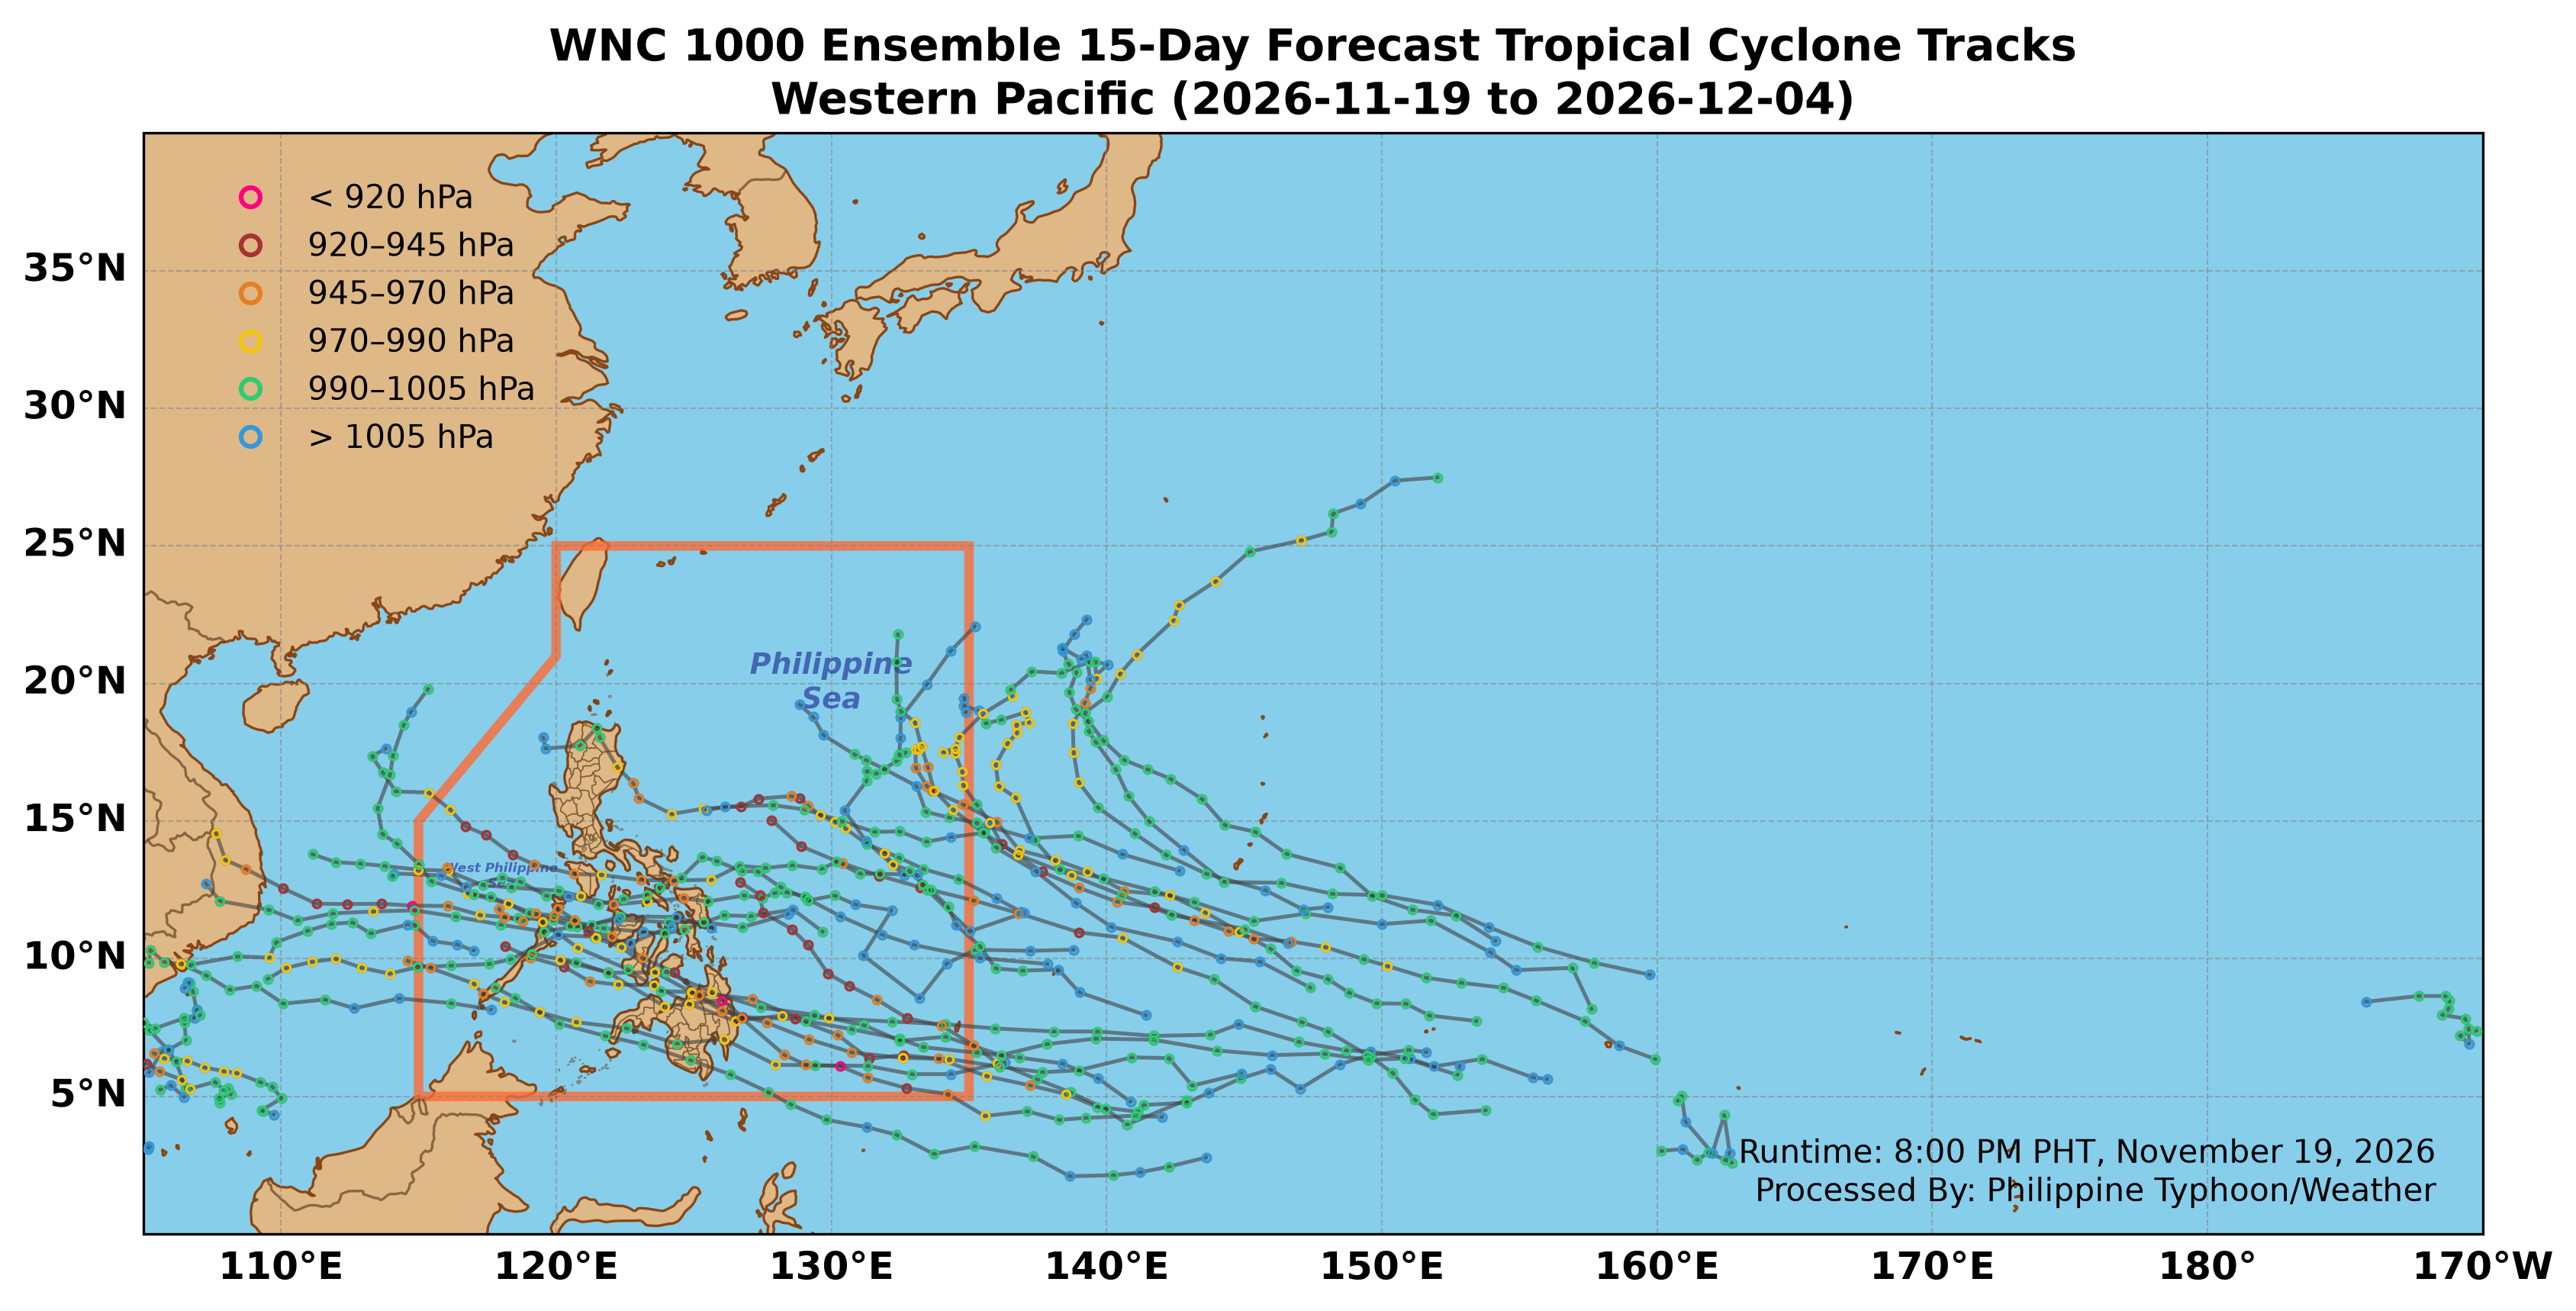 WNC 1000 Ensemble 15-Day Forecast Tropical Cyclone Tracks
Western Pacific (2026-11-19 to 2026-12-04)
< 920 hPa
920–945 hPa
945–970 hPa
970–990 hPa
990–1005 hPa
> 1005 hPa
35°N
30°N
25°N
20°N
15°N
10°N
5°N
Philippine
Sea
West Philippine
Runtime: 8:00 PM PHT, November 19, 2026
Processed By: Philippine Typhoon/Weather
110°E
120°E
130°E
140°E
150°E
160°E
170°E
180°
170°W